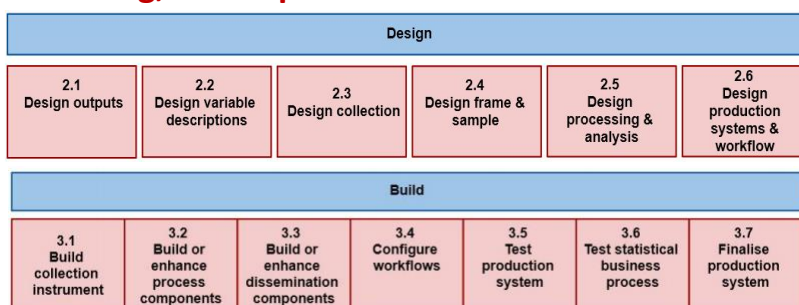 Design
2.1
Design outputs
2.2
Design variable
descriptions
2.3
Design collection
2.4
Design frame &
sample
2.5
Design
processing &
analysis
2.6
Design
production
systems &
workflow
Build
3.1
Build
collection
instrument
3.2
Build or
enhance
process
components
3.3
Build or
enhance
dissemination
components
3.4
Configure
workflows
3.5
Test
production
system
3.6
Test statistical
business
process
3.7
Finalise
production
system